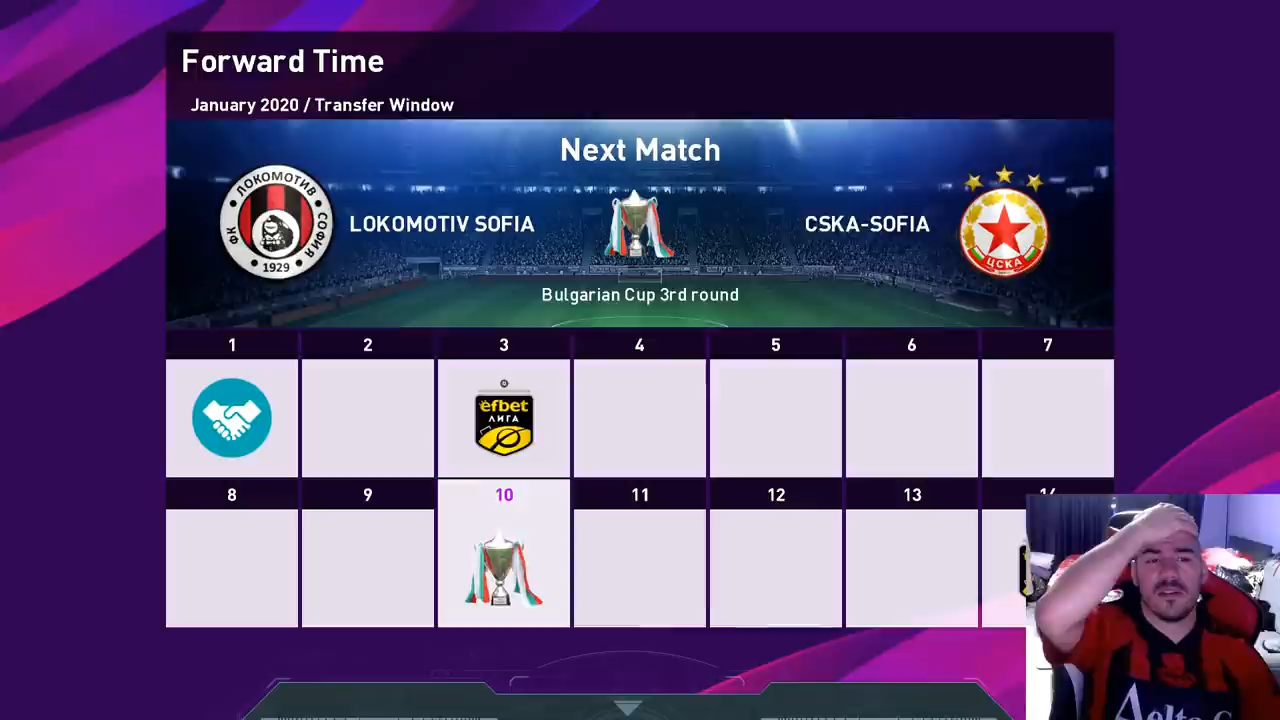 Forward Time
January 2020 / Transfer Window
Next Match
ЛОКОМОТИВ
ФК
СОФИЯ
1929
LOKOMOTIV SOFIA
CSKA-SOFIA
ЦСКА
Bulgarian Cup 3rd round
1 2 3 4 5 6 7
efbet
ЛИГА
8 9 10 11 12 13